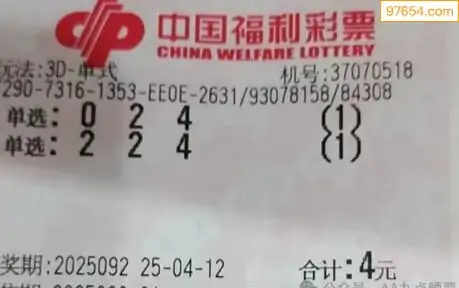 97654.com
中国福利彩票
CHINA WELFARE LOTTERY
玩法:3D-单式 机号:37070518
7290-7316-1353-EE0E-2631/93078158/84308
单选: 0 2 4 (1)
单选: 2 2 4 (1)
奖期:2025092 25-04-12 合计:4元